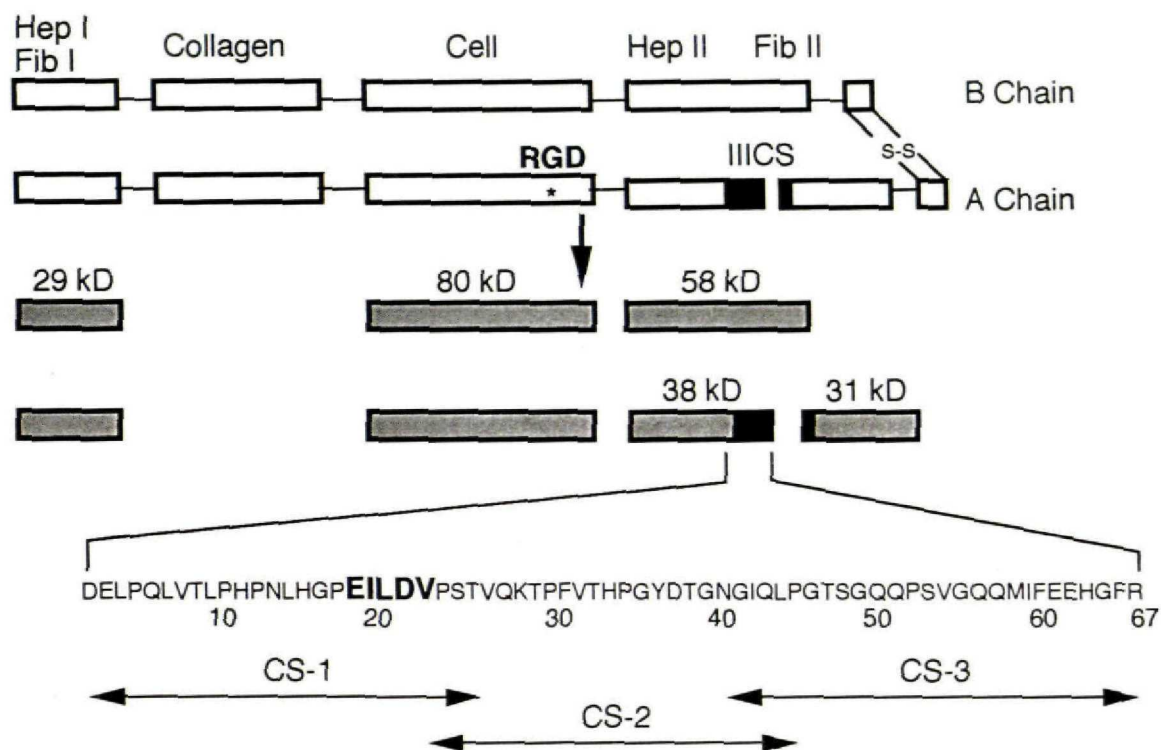 Hep I
Fib I
Collagen
Cell
Hep II
Fib II
B Chain
S-S
RGD
*
IIICS
A Chain
29 kD
80 kD
58 kD
38 kD
31 kD
DELPQLVTLPHPNLHGPEILDVPSTVQKTPFVTHPGYDTGNGIQLPGTSGQQPSVGQQMIFEEHGFR
10 20 30 40 50 60 67
CS-1
CS-3
CS-2